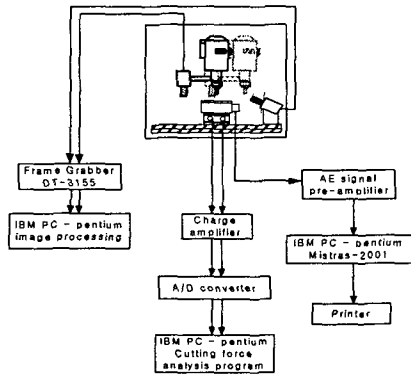 Frame Grabber
DT-3155
IBM PC - pentium
image processing
Charge
amplifier
A/D converter
IBM PC - pentium
Cutting force
analysis program
AE signal
pre-amplifier
IBM PC - pentium
Mistras-2001
Printer